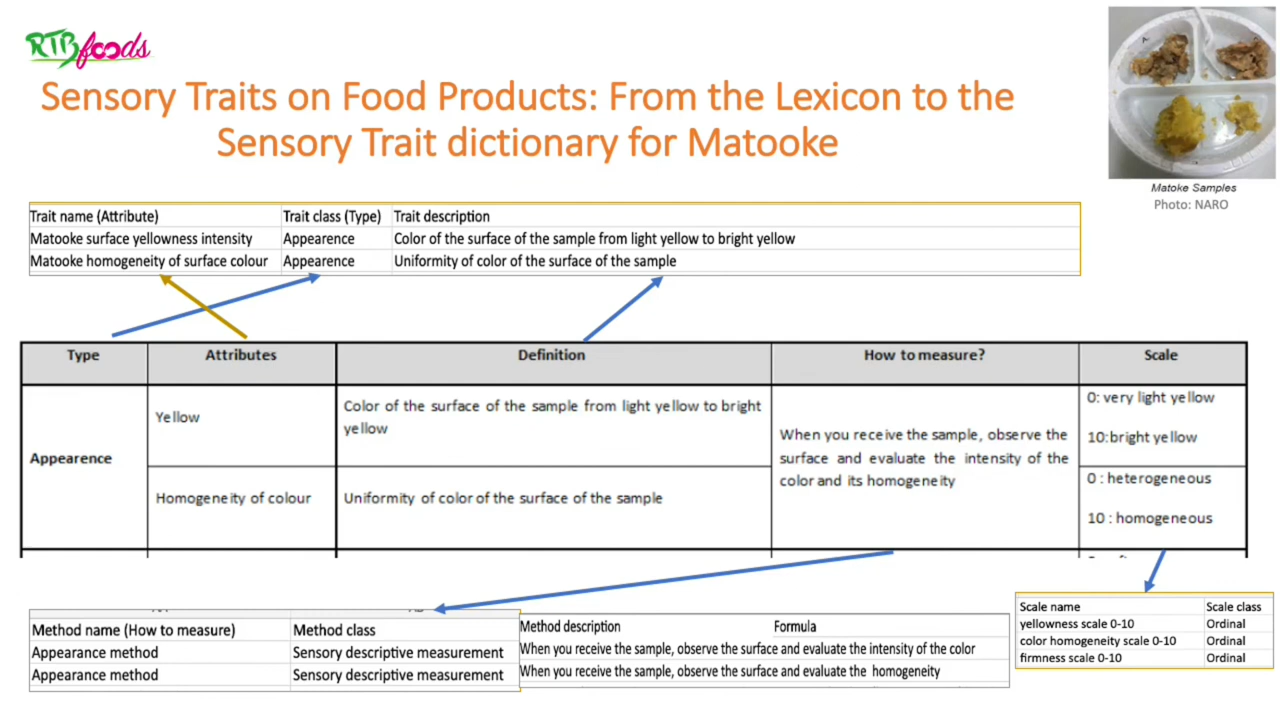 RTBfoods
Sensory Traits on Food Products: From the Lexicon to the
Sensory Trait dictionary for Matooke
Matoke Samples
Photo: NARO
Trait name (Attribute) Trait class (Type) Trait description
Matooke surface yellowness intensity Appearence Color of the surface of the sample from light yellow to bright yellow
Matooke homogeneity of surface colour Appearence Uniformity of color of the surface of the sample
Type Attributes Definition How to measure? Scale
Appearence
Yellow
Color of the surface of the sample from light yellow to bright
yellow
Homogeneity of colour
Uniformity of color of the surface of the sample
When you receive the sample, observe the
surface and evaluate the intensity of the
color and its homogeneity
0: very light yellow
10:bright yellow
0 : heterogeneous
10 : homogeneous
Method name (How to measure) Method class Method description Formula
Appearance method Sensory descriptive measurement When you receive the sample, observe the surface and evaluate the intensity of the color
Appearance method Sensory descriptive measurement When you receive the sample, observe the surface and evaluate the homogeneity
Scale name Scale class
yellowness scale 0-10 Ordinal
color homogeneity scale 0-10 Ordinal
firmness scale 0-10 Ordinal